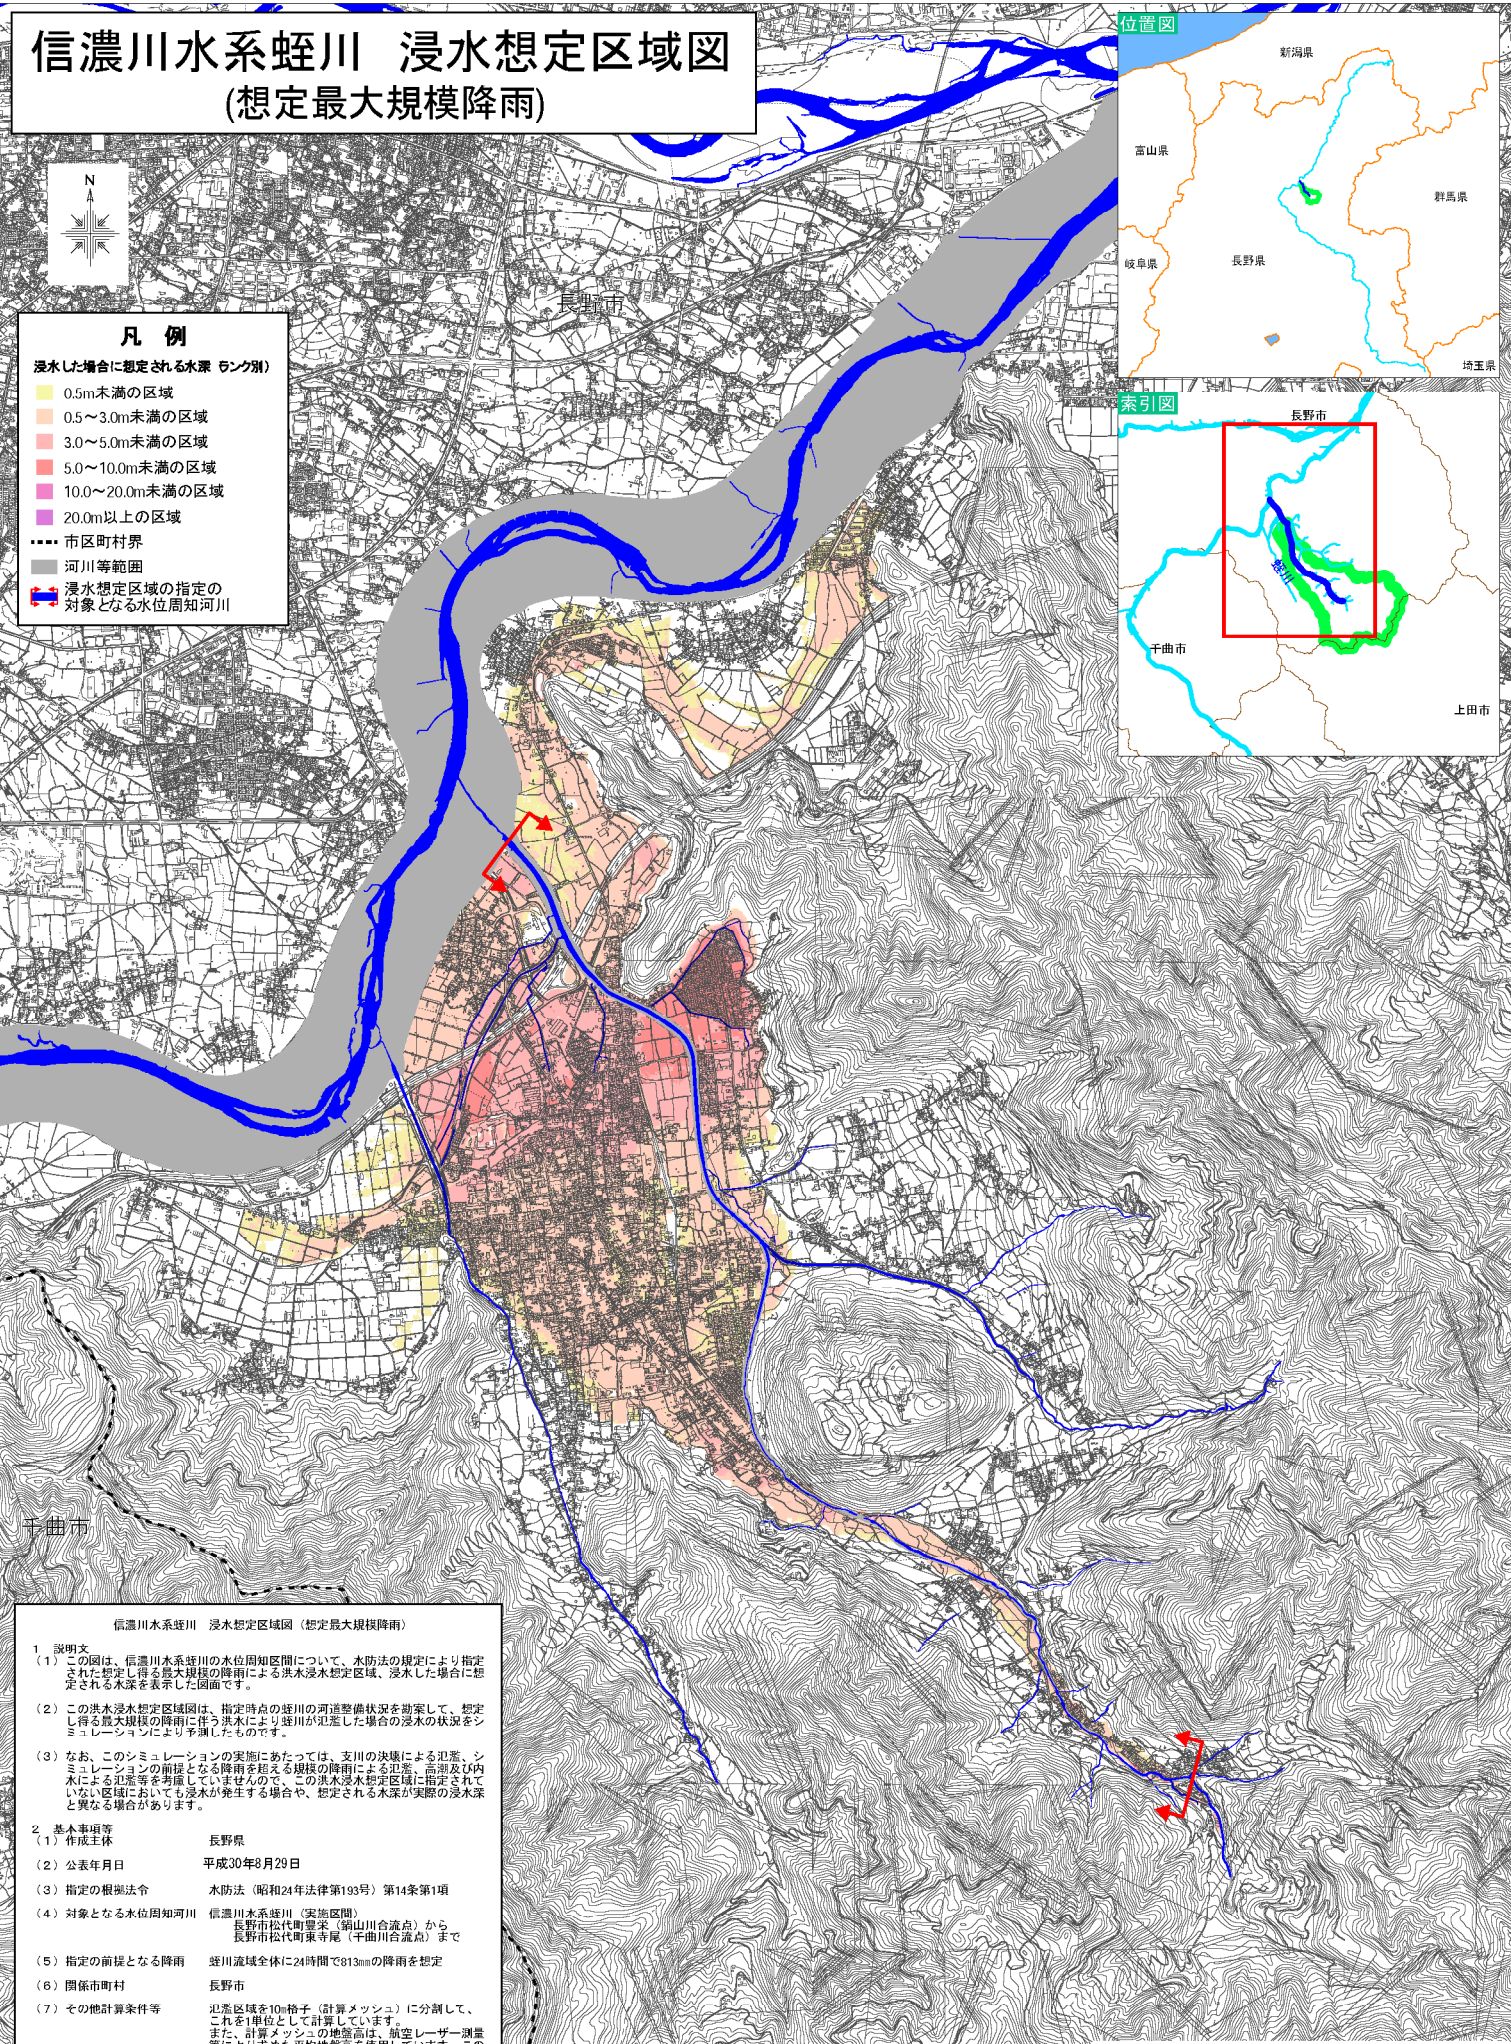 信濃川水系蛭川　浸水想定区域図
(想定最大規模降雨)
N
長野市
凡 例
浸水した場合に想定される水深 ランク別)
0.5m未満の区域
0.5～3.0m未満の区域
3.0～5.0m未満の区域
5.0～10.0m未満の区域
10.0～20.0m未満の区域
20.0m以上の区域
市区町村界
河川等範囲
浸水想定区域の指定の
対象となる水位周知河川
位置図
新潟県
富山県
群馬県
岐阜県
長野県
埼玉県
索引図
長野市
蛭川
千曲市
上田市
千曲市
信濃川水系蛭川　浸水想定区域図（想定最大規模降雨）
1　説明文
（1）この図は、信濃川水系蛭川の水位周知区間について、水防法の規定により指定
された想定し得る最大規模の降雨による洪水浸水想定区域、浸水した場合に想
定される水深を表示した図面です。
（2）この洪水浸水想定区域図は、指定時点の蛭川の河道整備状況を勘案して、想定
し得る最大規模の降雨に伴う洪水により蛭川が氾濫した場合の浸水の状況をシ
ミュレーションにより予測したものです。
（3）なお、このシミュレーションの実施にあたっては、支川の決壊による氾濫、シ
ミュレーションの前提となる降雨を超える規模の降雨による氾濫、高潮及び内
水による氾濫等を考慮していませんので、この洪水浸水想定区域に指定されて
いない区域においても浸水が発生する場合や、想定される水深が実際の浸水深
と異なる場合があります。
2　基本事項等
（1）作成主体　長野県
（2）公表年月日　平成30年8月29日
（3）指定の根拠法令　水防法（昭和24年法律第193号）第14条第1項
（4）対象となる水位周知河川　信濃川水系蛭川（実施区間）
長野市松代町豊栄（鍋山川合流点）から
長野市松代町東寺尾（千曲川合流点）まで
（5）指定の前提となる降雨　蛭川流域全体に24時間で813mmの降雨を想定
（6）関係市町村　長野市
（7）その他計算条件等　氾濫区域を10m格子（計算メッシュ）に分割して、
これを1単位として計算しています。
また、計算メッシュの地盤高は、航空レーザー測量